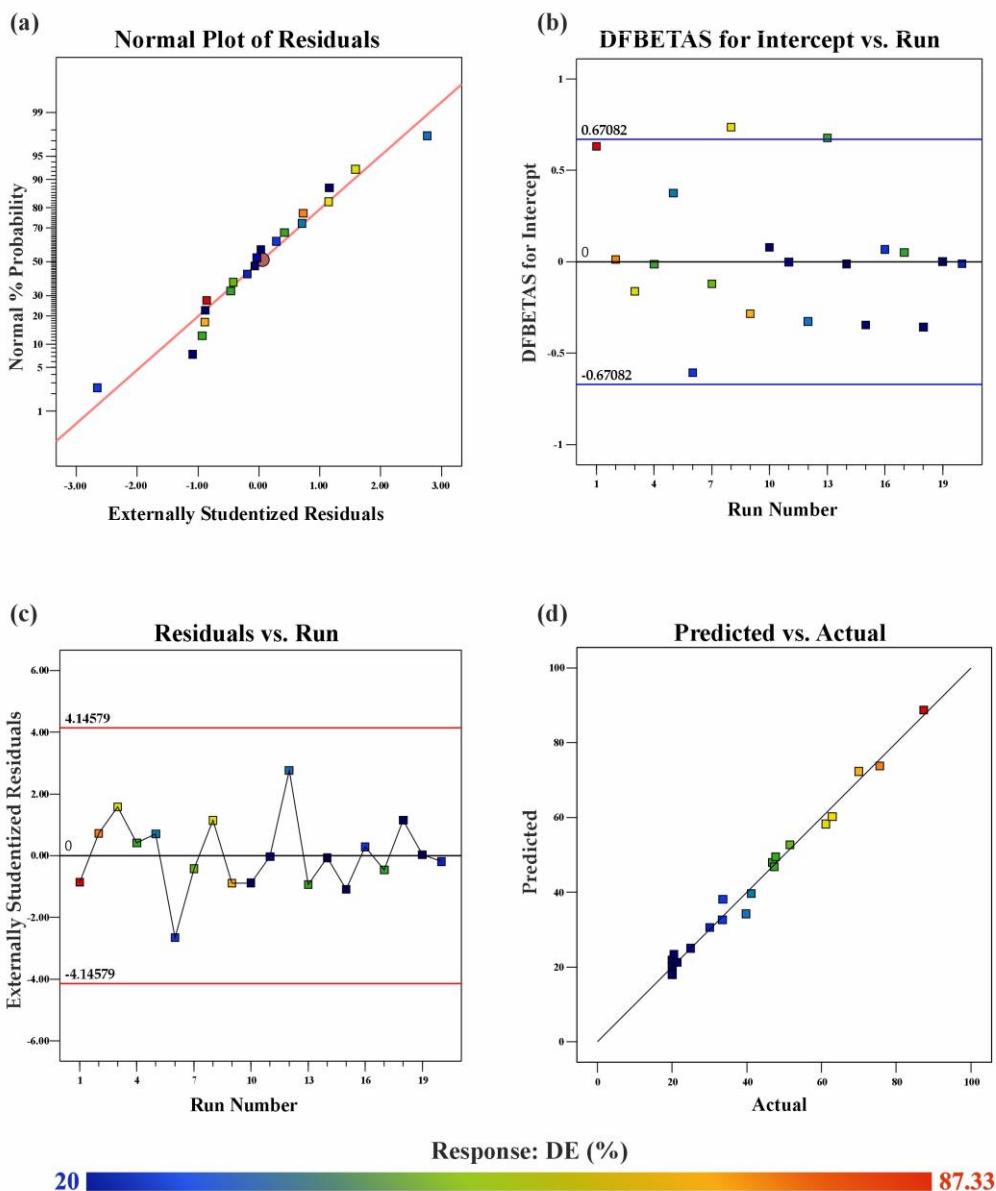 (a)
Normal Plot of Residuals
Normal % Probability
99
95
90
80
70
50
30
20
10
5
1
-3.00 -2.00 -1.00 0.00 1.00 2.00 3.00
Externally Studentized Residuals
(b)
DFBETAS for Intercept vs. Run
DFBETAS for Intercept
1
0.5
0
-0.5
-1
0.67082
0
-0.67082
1 4 7 10 13 16 19
Run Number
(c)
Residuals vs. Run
Externally Studentized Residuals
6.00
4.00
2.00
0.00
-2.00
-4.00
-6.00
4.14579
0
-4.14579
1 4 7 10 13 16 19
Run Number
(d)
Predicted vs. Actual
Predicted
100
80
60
40
20
0
0 20 40 60 80 100
Actual
Response: DE (%)
20 87.33